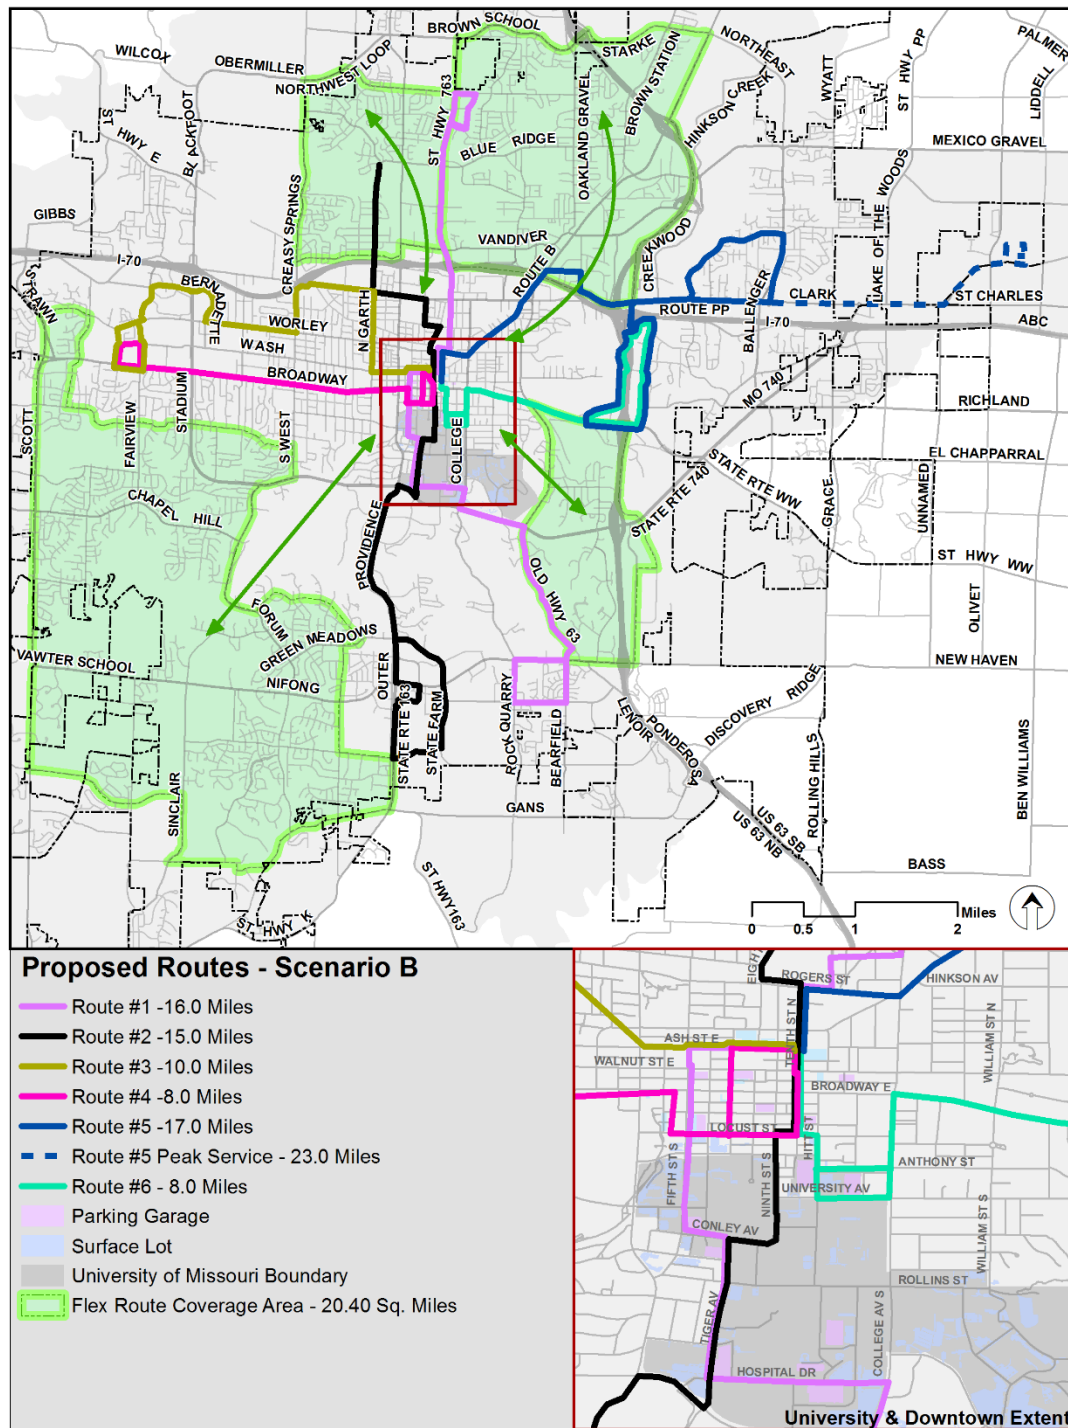 BROWN SCHOOL
WILCOX
OBERMILLER
NORTHWEST LOOP
STARKE
NORTHEAST
PALMER
ST HWY PP
WYATT
LIDDELL
ST HWY 763
BROWN STATION
HINKSON CREEK
ST HWY E
BLACKFOOT
BLUE RIDGE
OAKLAND GRAVEL
MEXICO GRAVEL
LAKE OF THE WOODS
GIBBS
CREASY SPRINGS
VANDIVER
CREEKWOOD
I-70
STRAWN
BERNADETTE
ROUTE B
BALLENGER
CLARK
ST CHARLES
ROUTE PP
I-70
ABC
WORLEY
N GARTH
WASH
BROADWAY
MO 740
RICHLAND
SCOTT
FAIRVIEW
STADIUM
S WEST
COLLEGE
EL CHAPPARRAL
STATE RTE WW
STATE RTE 740
GRACE
UNNAMED
CHAPEL HILL
PROVIDENCE
ST HWY WW
OLD HWY 63
OLIVET
FORUM
GREEN MEADOWS
VAWTER SCHOOL
NIFONG
OUTER
NEW HAVEN
STATE RTE 163
STATE FARM
ROCK QUARRY
BEARFIELD
LENOIR
PONDEROSA
DISCOVERY RIDGE
ROLLING HILLS
BEN WILLIAMS
SINCLAIR
GANS
US 63 SB
US 63 NB
BASS
ST HWY 163
ST HWY K
0 0.5 1 2
Miles
Proposed Routes - Scenario B
Route #1 -16.0 Miles
Route #2 -15.0 Miles
Route #3 -10.0 Miles
Route #4 -8.0 Miles
Route #5 -17.0 Miles
Route #5 Peak Service - 23.0 Miles
Route #6 - 8.0 Miles
Parking Garage
Surface Lot
University of Missouri Boundary
Flex Route Coverage Area - 20.40 Sq. Miles
EIGHT
ROGERS ST
HINKSON AV
TENTH ST N
WILLIAM ST N
ASH ST E
WALNUT ST E
BROADWAY E
LOCUST ST
HITT ST
ANTHONY ST
FIFTH ST S
NINTH ST S
UNIVERSITY AV
CONLEY AV
WILLIAM ST S
ROLLINS ST
TIGER AV
COLLEGE AV S
HOSPITAL DR
University & Downtown Extent